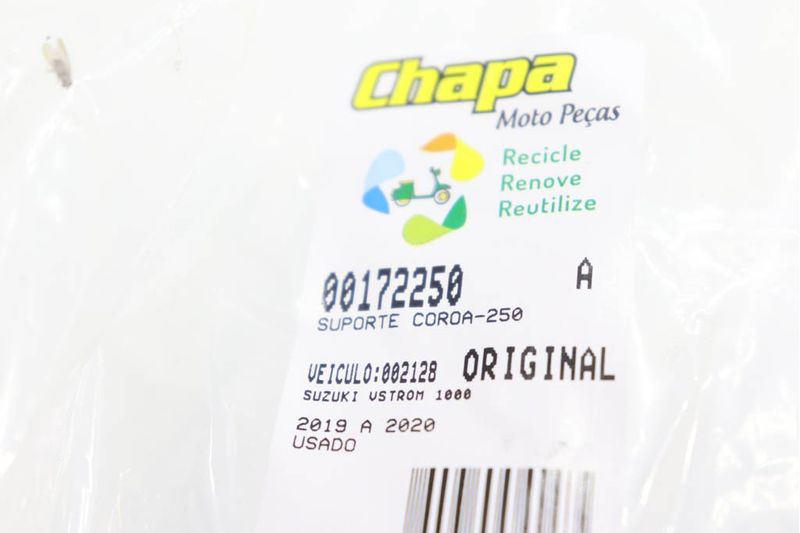 Chapa
Moto Peças
Recicle
Renove
Reutilize
00172250 A
SUPORTE COROA-250
VEICULO:002128 ORIGINAL
SUZUKI VSTROM 1000
2019 A 2020
USADO